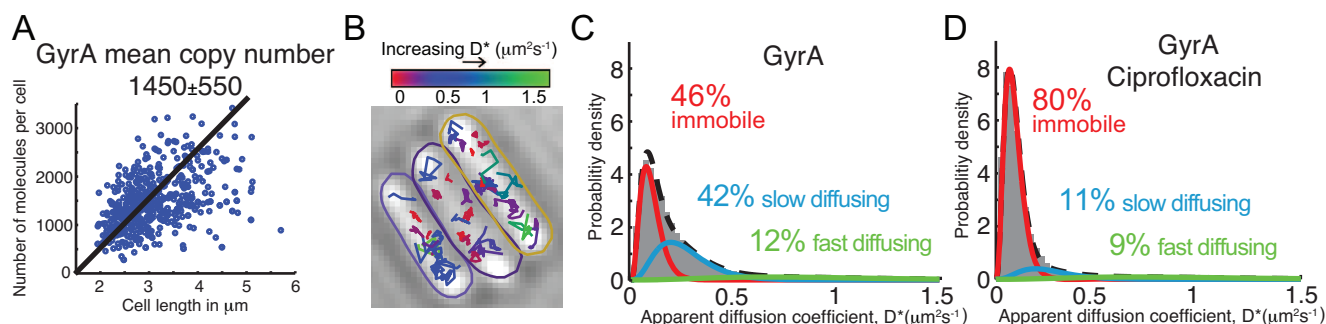 A
GyrA mean copy number
1450±550
Number of molecules per cell
3000
2000
1000
0
2
3
4
5
6
Cell length in μm
B
Increasing D* (μm²s⁻¹)
0
0.5
1
1.5
C
GyrA
46%
immobile
42% slow diffusing
12% fast diffusing
Probablitiy density
8
6
4
2
0
0
0.5
1
1.5
Apparent diffusion coefficient, D*(μm²s⁻¹)
D
GyrA
Ciprofloxacin
80%
immobile
11% slow diffusing
9% fast diffusing
Probablitiy density
8
6
4
2
0
0
0.5
1
1.5
Apparent diffusion coefficient, D*(μm²s⁻¹)